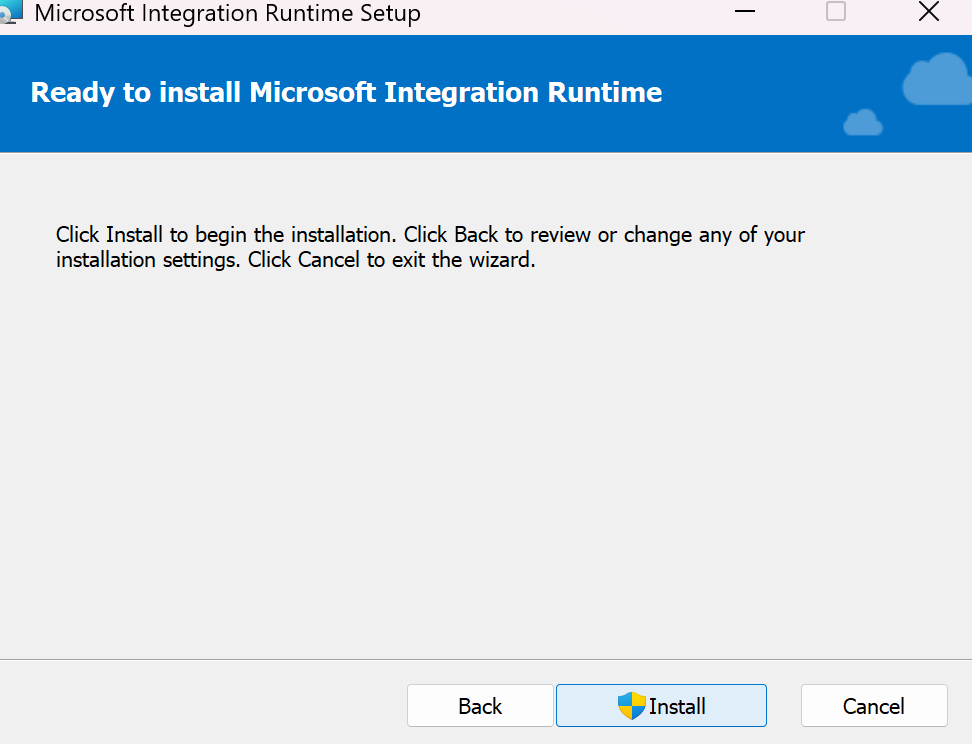 Microsoft Integration Runtime Setup
Ready to install Microsoft Integration Runtime
Click Install to begin the installation. Click Back to review or change any of your
installation settings. Click Cancel to exit the wizard.
Back
Install
Cancel